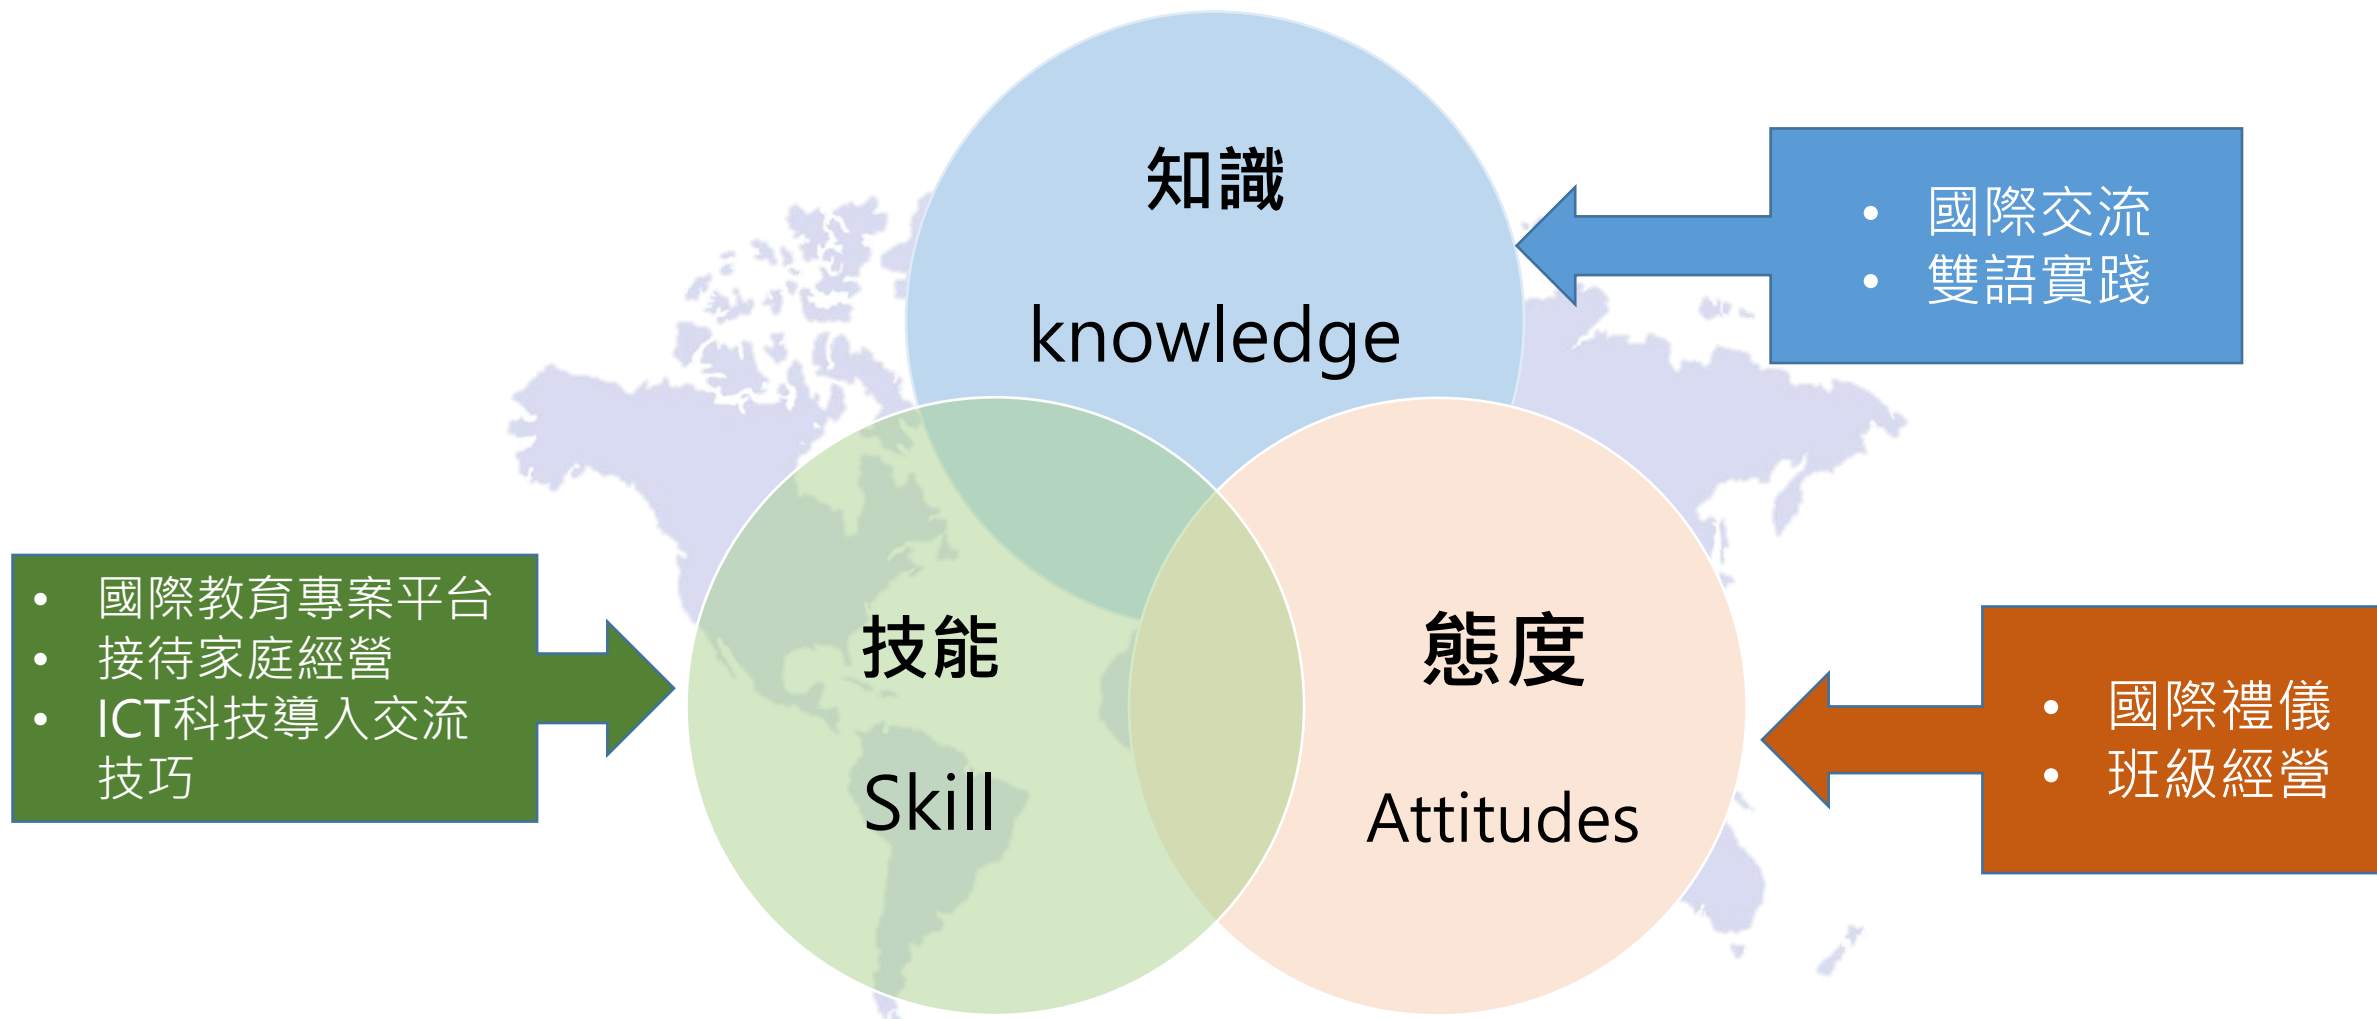 知識
knowledge
• 國際交流
• 雙語實踐
• 國際教育專案平台
• 接待家庭經營
• ICT科技導入交流
技巧
技能
Skill
態度
Attitudes
• 國際禮儀
• 班級經營